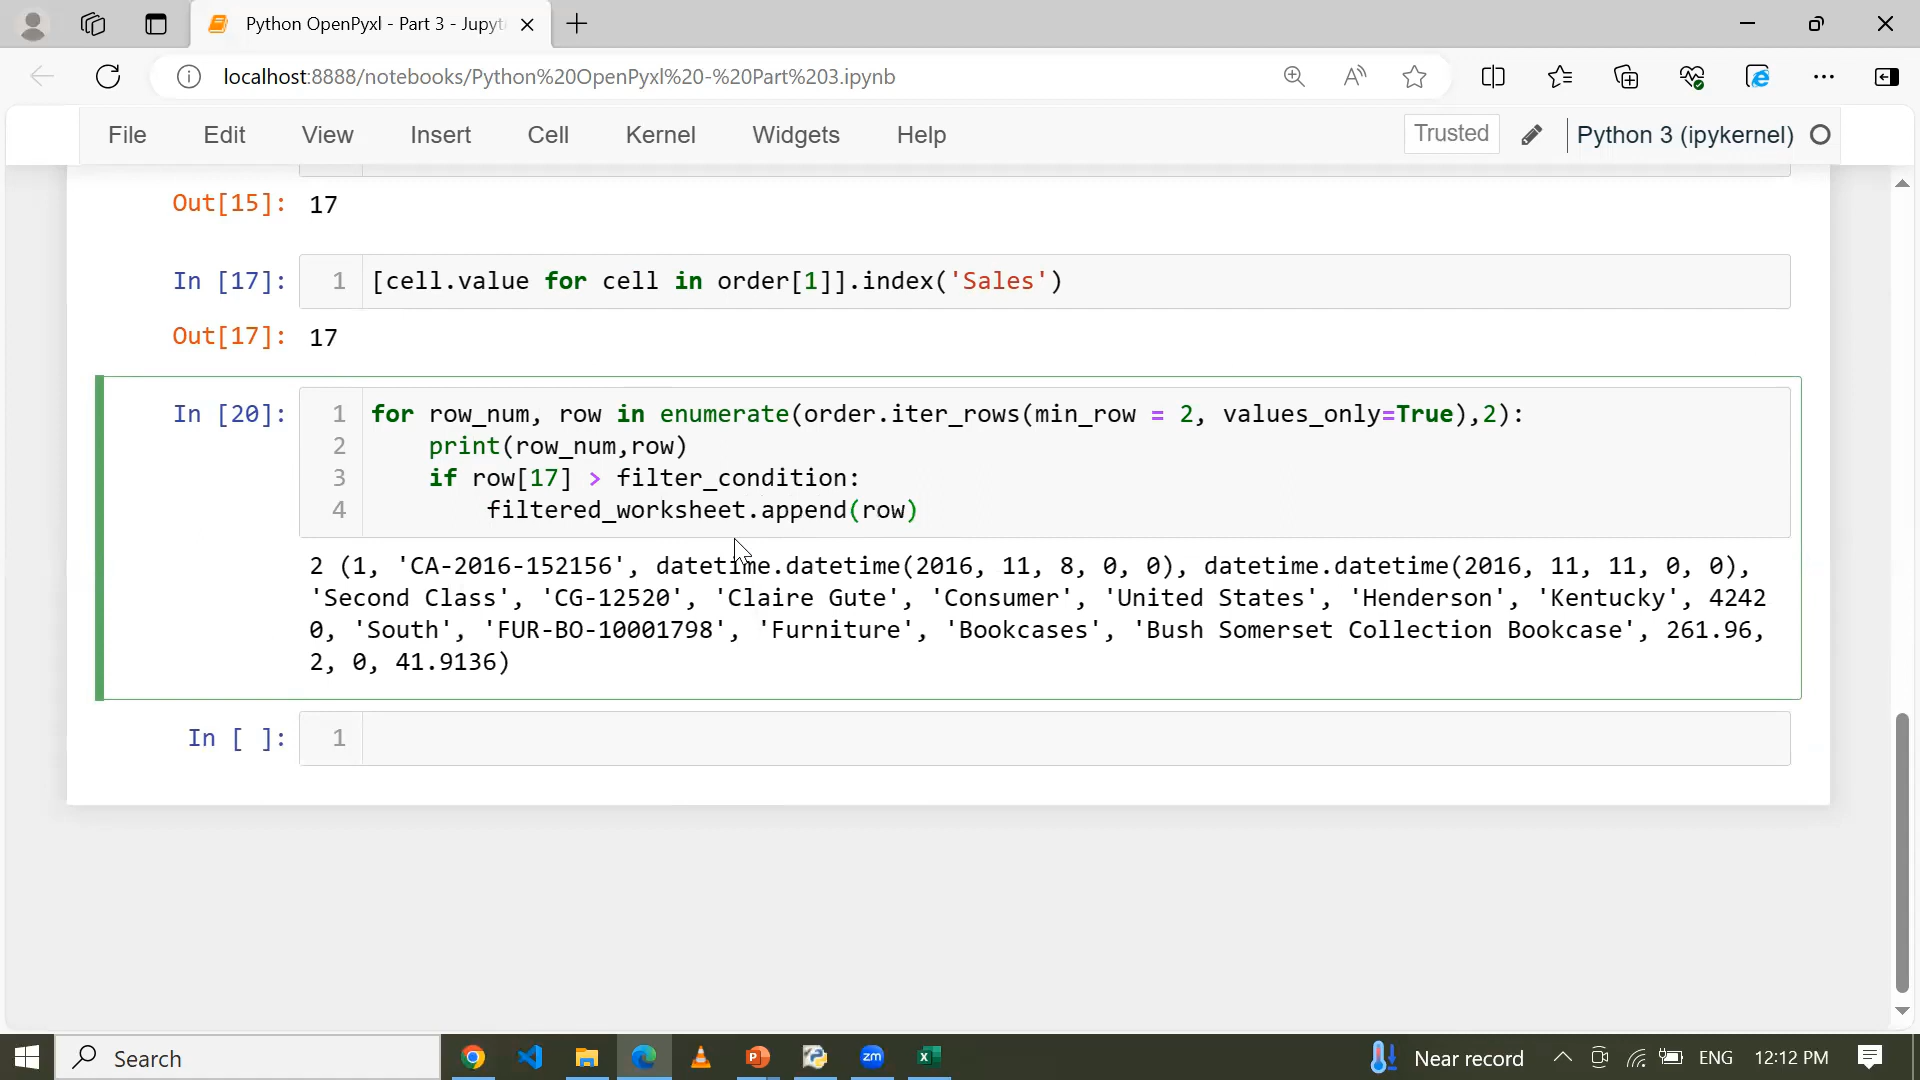 Python OpenPyxl - Part 3 - Jupyt
localhost:8888/notebooks/Python%20OpenPyxl%20-%20Part%203.ipynb
File Edit View Insert Cell Kernel Widgets Help Trusted Python 3 (ipykernel)
Out[15]: 17
In [17]: 1 [cell.value for cell in order[1]].index('Sales')
Out[17]: 17
In [20]: 1 for row_num, row in enumerate(order.iter_rows(min_row = 2, values_only=True),2):
2 print(row_num,row)
3 if row[17] > filter_condition:
4 filtered_worksheet.append(row)
2 (1, 'CA-2016-152156', datetime.datetime(2016, 11, 8, 0, 0), datetime.datetime(2016, 11, 11, 0, 0),
'Second Class', 'CG-12520', 'Claire Gute', 'Consumer', 'United States', 'Henderson', 'Kentucky', 4242
0, 'South', 'FUR-BO-10001798', 'Furniture', 'Bookcases', 'Bush Somerset Collection Bookcase', 261.96,
2, 0, 41.9136)
In [ ]: 1
Search zm Near record ENG 12:12 PM